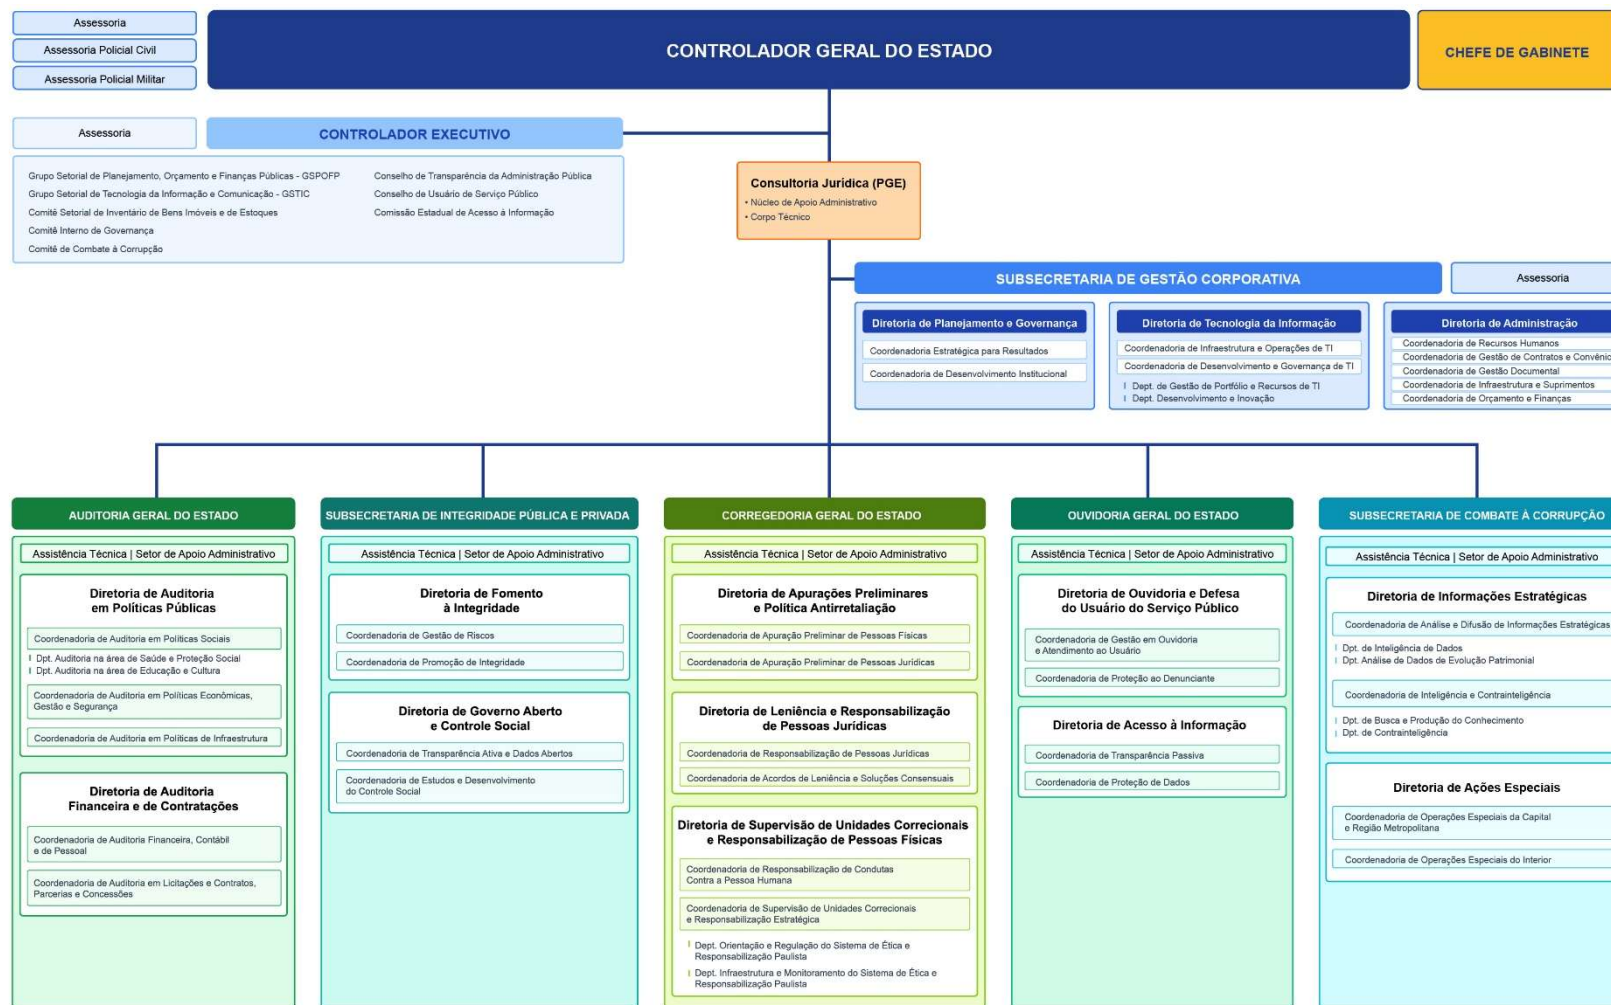 Assessoria
Assessoria Policial Civil
Assessoria Policial Militar
CONTROLADOR GERAL DO ESTADO
CHEFE DE GABINETE
Assessoria
CONTROLADOR EXECUTIVO
Grupo Setorial de Planejamento, Orçamento e Finanças Públicas - GSPOFP
Grupo Setorial de Tecnologia da Informação e Comunicação - GSTIC
Comitê Setorial de Inventário de Bens Imóveis e de Estoques
Comitê Interno de Governança
Comitê de Combate à Corrupção
Conselho de Transparência da Administração Pública
Conselho de Usuário de Serviço Público
Comissão Estadual de Acesso à Informação
Consultoria Jurídica (PGE)
• Núcleo de Apoio Administrativo
• Corpo Técnico
SUBSECRETARIA DE GESTÃO CORPORATIVA
Assessoria
Diretoria de Planejamento e Governança
Coordenadoria Estratégica para Resultados
Coordenadoria de Desenvolvimento Institucional
Diretoria de Tecnologia da Informação
Coordenadoria de Infraestrutura e Operações de TI
Coordenadoria de Desenvolvimento e Governança de TI
Dept. de Gestão de Portfólio e Recursos de TI
Dept. Desenvolvimento e Inovação
Diretoria de Administração
Coordenadoria de Recursos Humanos
Coordenadoria de Gestão de Contratos e Convênio
Coordenadoria de Gestão Documental
Coordenadoria de Infraestrutura e Suprimentos
Coordenadoria de Orçamento e Finanças
AUDITORIA GERAL DO ESTADO
Assistência Técnica | Setor de Apoio Administrativo
Diretoria de Auditoria
em Políticas Públicas
Coordenadoria de Auditoria em Políticas Sociais
Dpt. Auditoria na área de Saúde e Proteção Social
Dpt. Auditoria na área de Educação e Cultura
Coordenadoria de Auditoria em Políticas Econômicas,
Gestão e Segurança
Coordenadoria de Auditoria em Políticas de Infraestrutura
Diretoria de Auditoria
Financeira e de Contratações
Coordenadoria de Auditoria Financeira, Contábil
e de Pessoal
Coordenadoria de Auditoria em Licitações e Contratos,
Parcerias e Concessões
SUBSECRETARIA DE INTEGRIDADE PÚBLICA E PRIVADA
Assistência Técnica | Setor de Apoio Administrativo
Diretoria de Fomento
à Integridade
Coordenadoria de Gestão de Riscos
Coordenadoria de Promoção de Integridade
Diretoria de Governo Aberto
e Controle Social
Coordenadoria de Transparência Ativa e Dados Abertos
Coordenadoria de Estudos e Desenvolvimento
do Controle Social
CORREGEDORIA GERAL DO ESTADO
Assistência Técnica | Setor de Apoio Administrativo
Diretoria de Apurações Preliminares
e Política Antirretaliação
Coordenadoria de Apuração Preliminar de Pessoas Físicas
Coordenadoria de Apuração Preliminar de Pessoas Jurídicas
Diretoria de Leniência e Responsabilização
de Pessoas Jurídicas
Coordenadoria de Responsabilização de Pessoas Jurídicas
Coordenadoria de Acordos de Leniência e Soluções Consensuais
Diretoria de Supervisão de Unidades Correcionais
e Responsabilização de Pessoas Físicas
Coordenadoria de Responsabilização de Condutas
Contra a Pessoa Humana
Coordenadoria de Supervisão de Unidades Correcionais
e Responsabilização Estratégica
Dept. Orientação e Regulação do Sistema de Ética e
Responsabilização Paulista
Dept. Infraestrutura e Monitoramento do Sistema de Ética e
Responsabilização Paulista
OUVIDORIA GERAL DO ESTADO
Assistência Técnica | Setor de Apoio Administrativo
Diretoria de Ouvidoria e Defesa
do Usuário do Serviço Público
Coordenadoria de Gestão em Ouvidoria
e Atendimento ao Usuário
Coordenadoria de Proteção ao Denunciante
Diretoria de Acesso à Informação
Coordenadoria de Transparência Passiva
Coordenadoria de Proteção de Dados
SUBSECRETARIA DE COMBATE À CORRUPÇÃO
Assistência Técnica | Setor de Apoio Administrativo
Diretoria de Informações Estratégicas
Coordenadoria de Análise e Difusão de Informações Estratégicas
Dpt. de Inteligência de Dados
Dpt. Análise de Dados de Evolução Patrimonial
Coordenadoria de Inteligência e Contrainteligência
Dpt. de Busca e Produção do Conhecimento
Dpt. de Contrainteligência
Diretoria de Ações Especiais
Coordenadoria de Operações Especiais da Capital
e Região Metropolitana
Coordenadoria de Operações Especiais do Interior